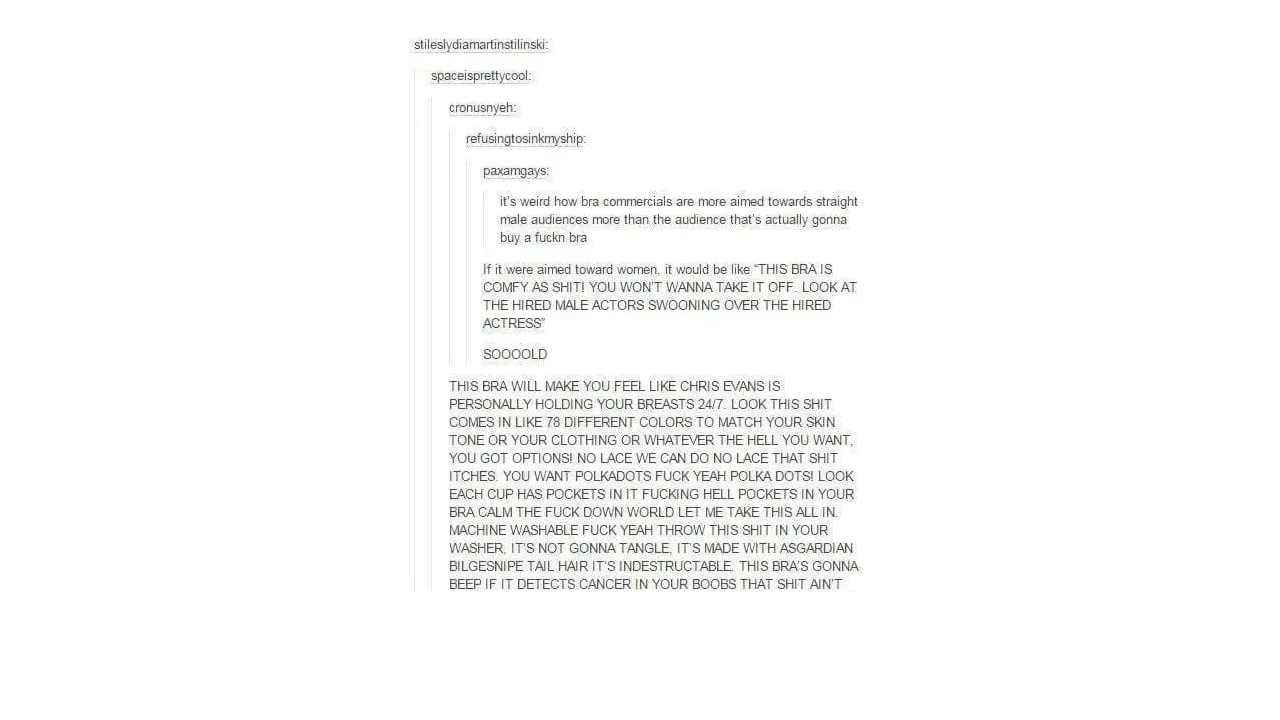 stileslydiamartinstilinski:
spaceisprettycool:
cronusnyeh:
refusingtosinkmyship:
paxamgays:
it's weird how bra commercials are more aimed towards straight
male audiences more than the audience that's actually gonna
buy a fuckn bra
If it were aimed toward women, it would be like “THIS BRA IS
COMFY AS SHIT! YOU WON'T WANNA TAKE IT OFF. LOOK AT
THE HIRED MALE ACTORS SWOONING OVER THE HIRED
ACTRESS”
SOOOOLD
THIS BRA WILL MAKE YOU FEEL LIKE CHRIS EVANS IS
PERSONALLY HOLDING YOUR BREASTS 24/7. LOOK THIS SHIT
COMES IN LIKE 78 DIFFERENT COLORS TO MATCH YOUR SKIN
TONE OR YOUR CLOTHING OR WHATEVER THE HELL YOU WANT,
YOU GOT OPTIONS! NO LACE WE CAN DO NO LACE THAT SHIT
ITCHES. YOU WANT POLKADOTS FUCK YEAH POLKA DOTS! LOOK
EACH CUP HAS POCKETS IN IT FUCKING HELL POCKETS IN YOUR
BRA CALM THE FUCK DOWN WORLD LET ME TAKE THIS ALL IN.
MACHINE WASHABLE FUCK YEAH THROW THIS SHIT IN YOUR
WASHER, IT'S NOT GONNA TANGLE, IT'S MADE WITH ASGARDIAN
BILGESNIPE TAIL HAIR IT'S INDESTRUCTABLE. THIS BRA'S GONNA
BEEP IF IT DETECTS CANCER IN YOUR BOOBS THAT SHIT AIN'T